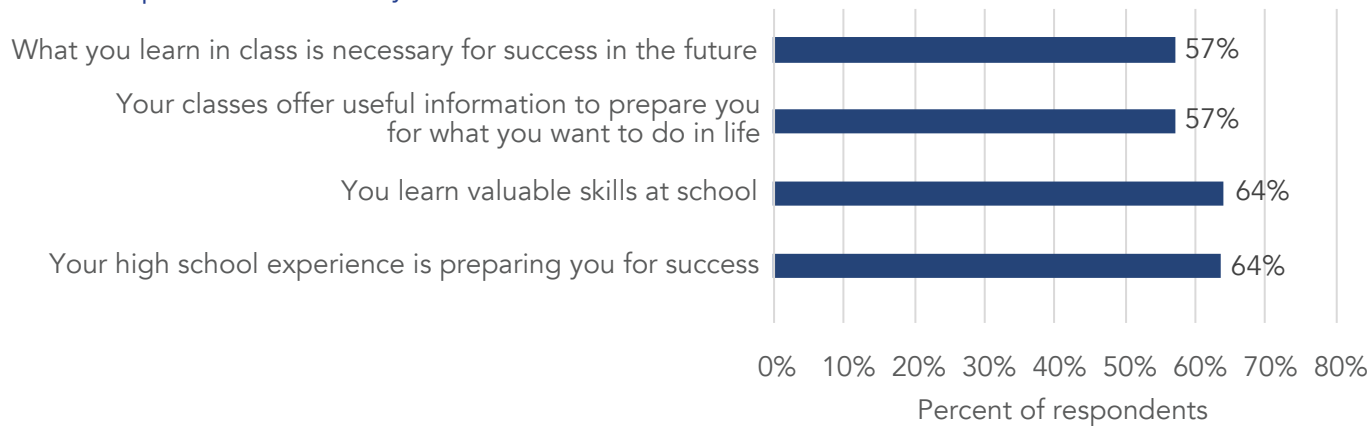 What you learn in class is necessary for success in the future
57%
Your classes offer useful information to prepare you
for what you want to do in life
57%
You learn valuable skills at school
64%
Your high school experience is preparing you for success
64%
0% 10% 20% 30% 40% 50% 60% 70% 80%
Percent of respondents